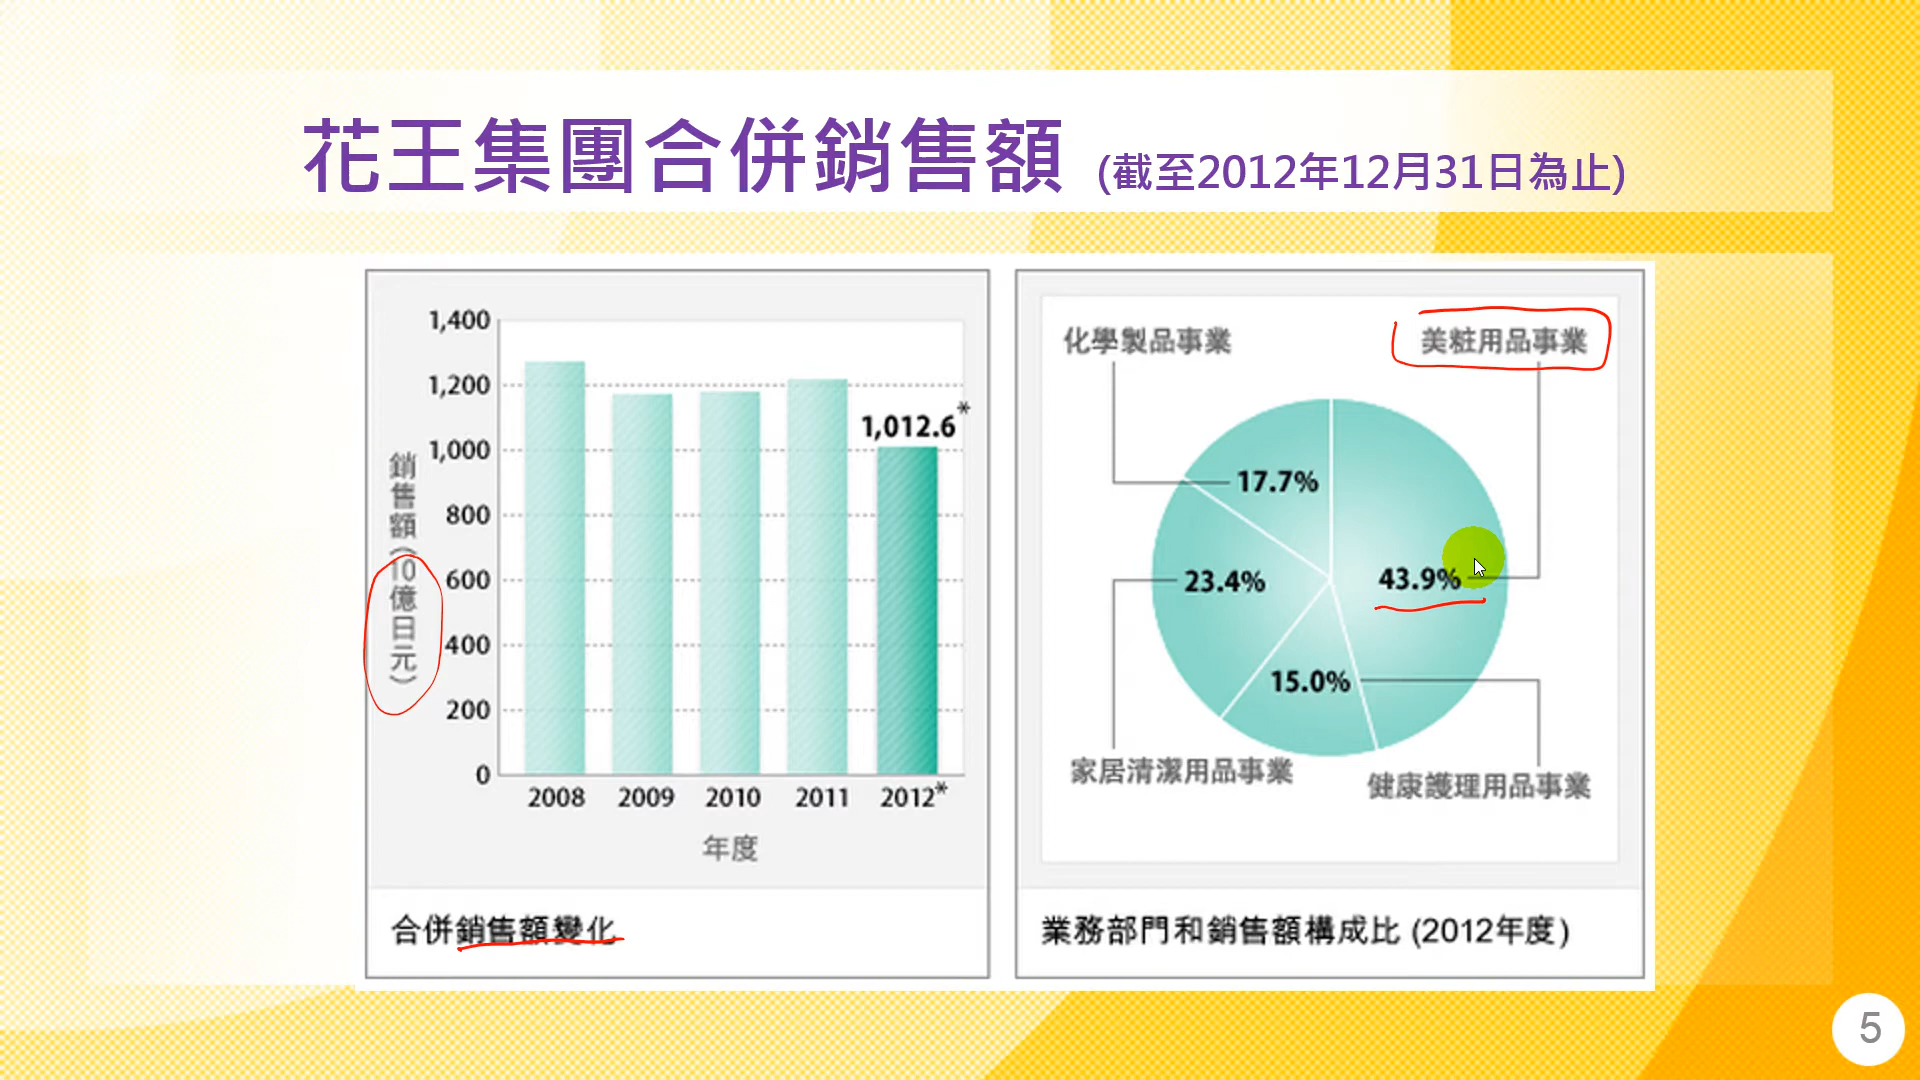 花王集團合併銷售額 (截至2012年12月31日為止)
銷售額(10億日元)
1,400
1,200
1,000
800
600
400
200
0
1,012.6*
2008 2009 2010 2011 2012*
年度
合併銷售額變化
化學製品事業
美粧用品事業
17.7%
43.9%
23.4%
15.0%
家居清潔用品事業
健康護理用品事業
業務部門和銷售額構成比 (2012年度)
5